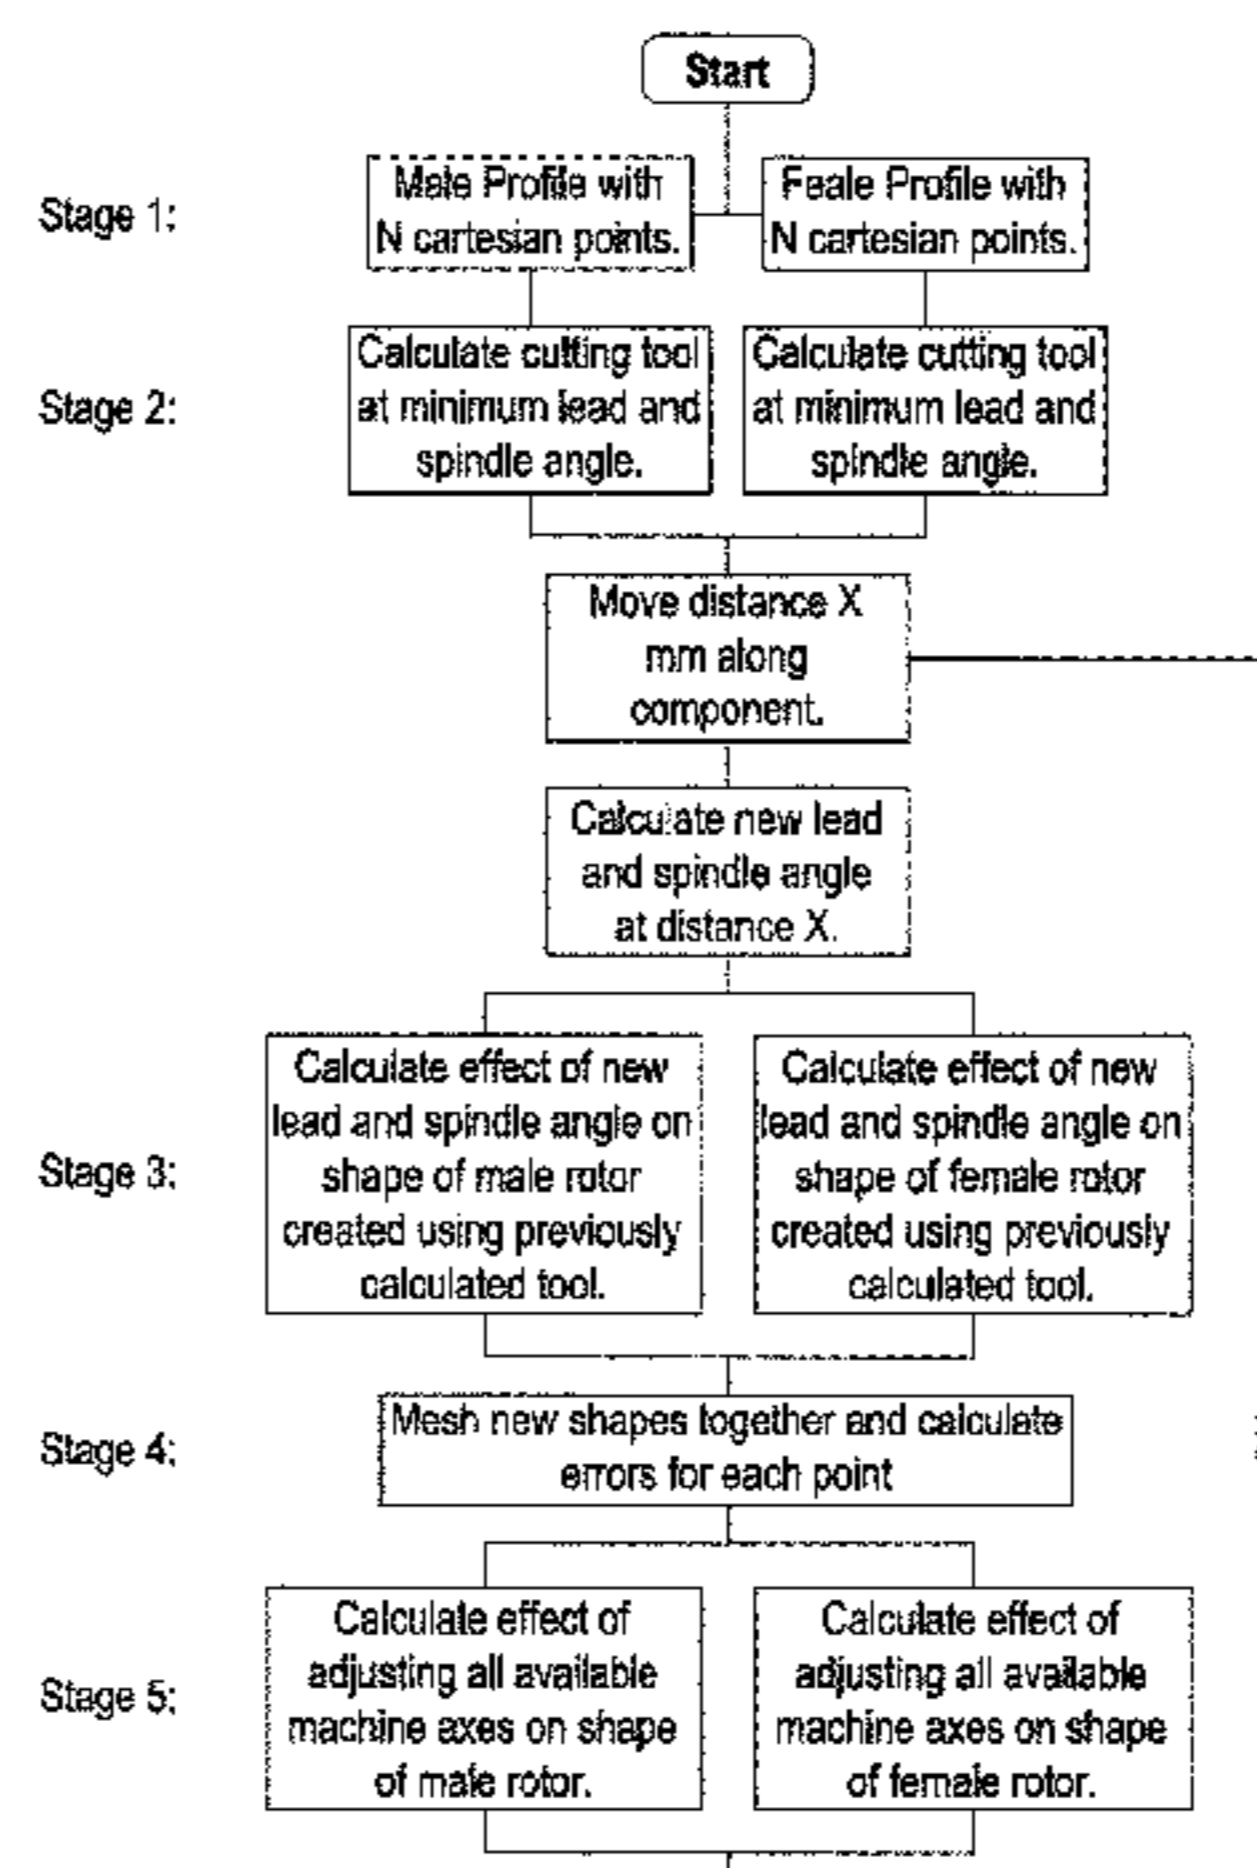 Start
Stage 1:
Male Profile with
N cartesian points.
Feale Profile with
N cartesian points.
Stage 2:
Calculate cutting tool
at minimum lead and
spindle angle.
Calculate cutting tool
at minimum lead and
spindle angle.
Move distance X
mm along
component.
Calculate new lead
and spindle angle
at distance X.
Stage 3:
Calculate effect of new
lead and spindle angle on
shape of male rotor
created using previously
calculated tool.
Calculate effect of new
lead and spindle angle on
shape of female rotor
created using previously
calculated tool.
Stage 4:
Mesh new shapes together and calculate
errors for each point
Stage 5:
Calculate effect of
adjusting all available
machine axes on shape
of male rotor.
Calculate effect of
adjusting all available
machine axes on shape
of female rotor.